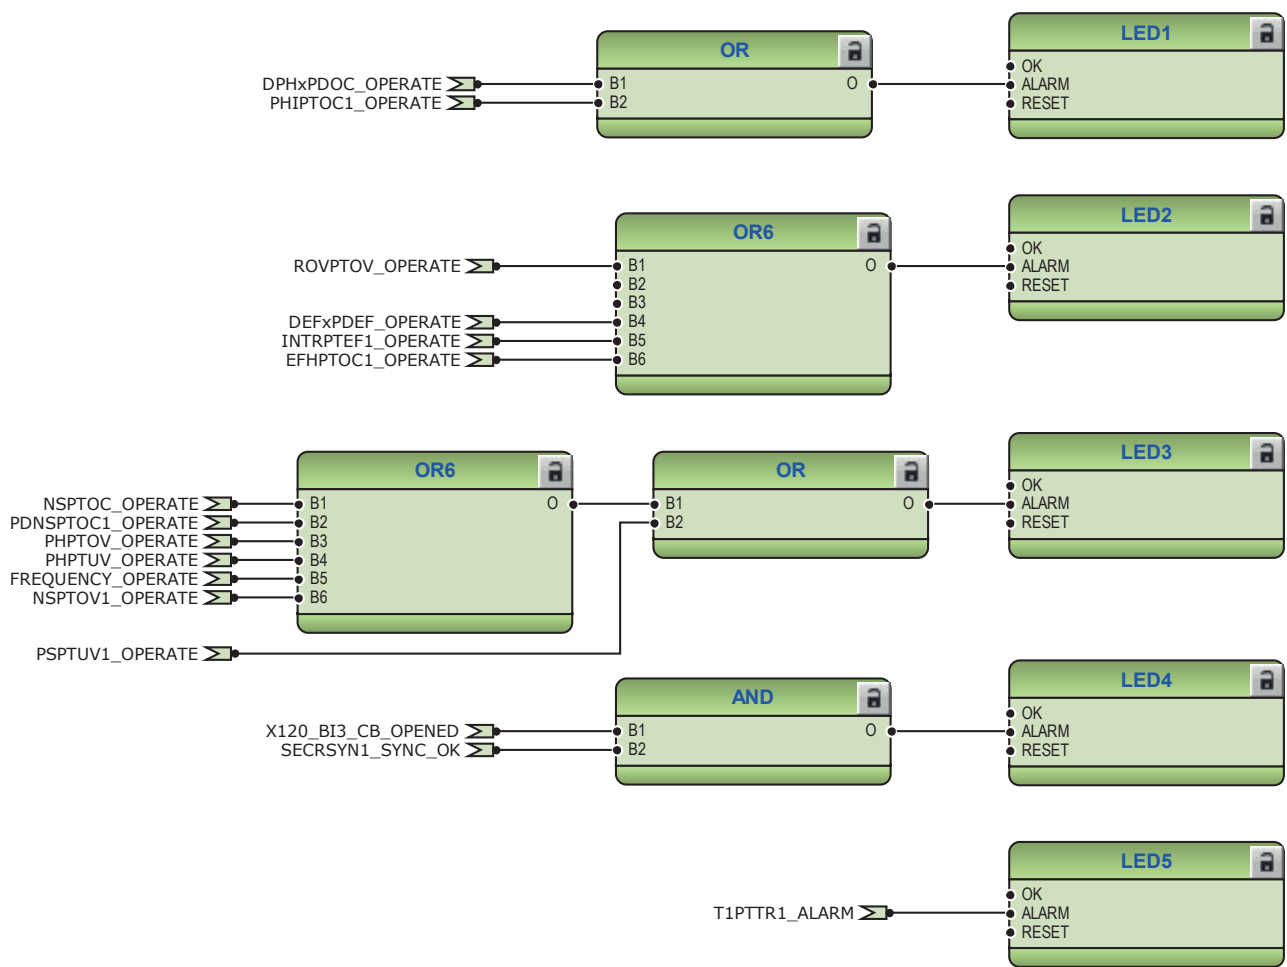 OR
LED1
DPHxPDOC_OPERATE
PHIPTOC1_OPERATE
B1
B2
O
OK
ALARM
RESET
OR6
LED2
ROVPTOV_OPERATE
DEFxPDEF_OPERATE
INTRPTEF1_OPERATE
EFHPTOC1_OPERATE
B1
B2
B3
B4
B5
B6
O
OK
ALARM
RESET
OR6
OR
LED3
NSPTOC_OPERATE
PDNSPTOC1_OPERATE
PHPTOV_OPERATE
PHPTUV_OPERATE
FREQUENCY_OPERATE
NSPTOV1_OPERATE
PSPTUV1_OPERATE
B1
B2
B3
B4
B5
B6
O
B1
B2
O
OK
ALARM
RESET
AND
LED4
X120_BI3_CB_OPENED
SECRSYN1_SYNC_OK
B1
B2
O
OK
ALARM
RESET
LED5
T1PTTR1_ALARM
OK
ALARM
RESET